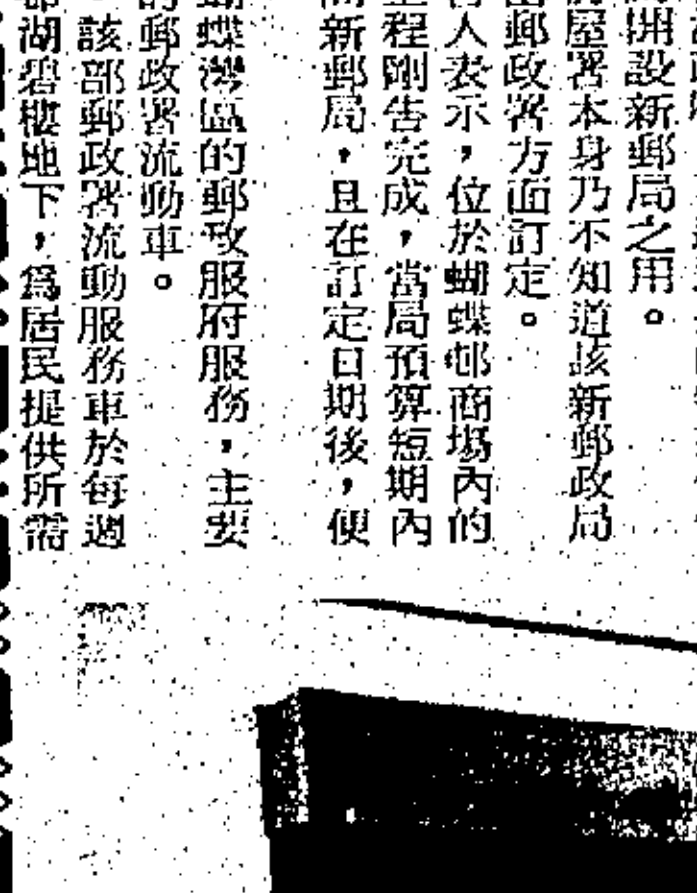 開設新郵局之用。
屋署本身乃不知道該新郵政局
郵政署方面訂定。
人表示，位於蝴蝶邨商場內的
程剛告完成，當局預算短期內
新郵局，且在訂定日期後，便
蝶灣區的郵政服府服務，主要
的郵政署流動車。
該部郵政署流動服務車於每週
湖碧樓地下，為居民提供所需